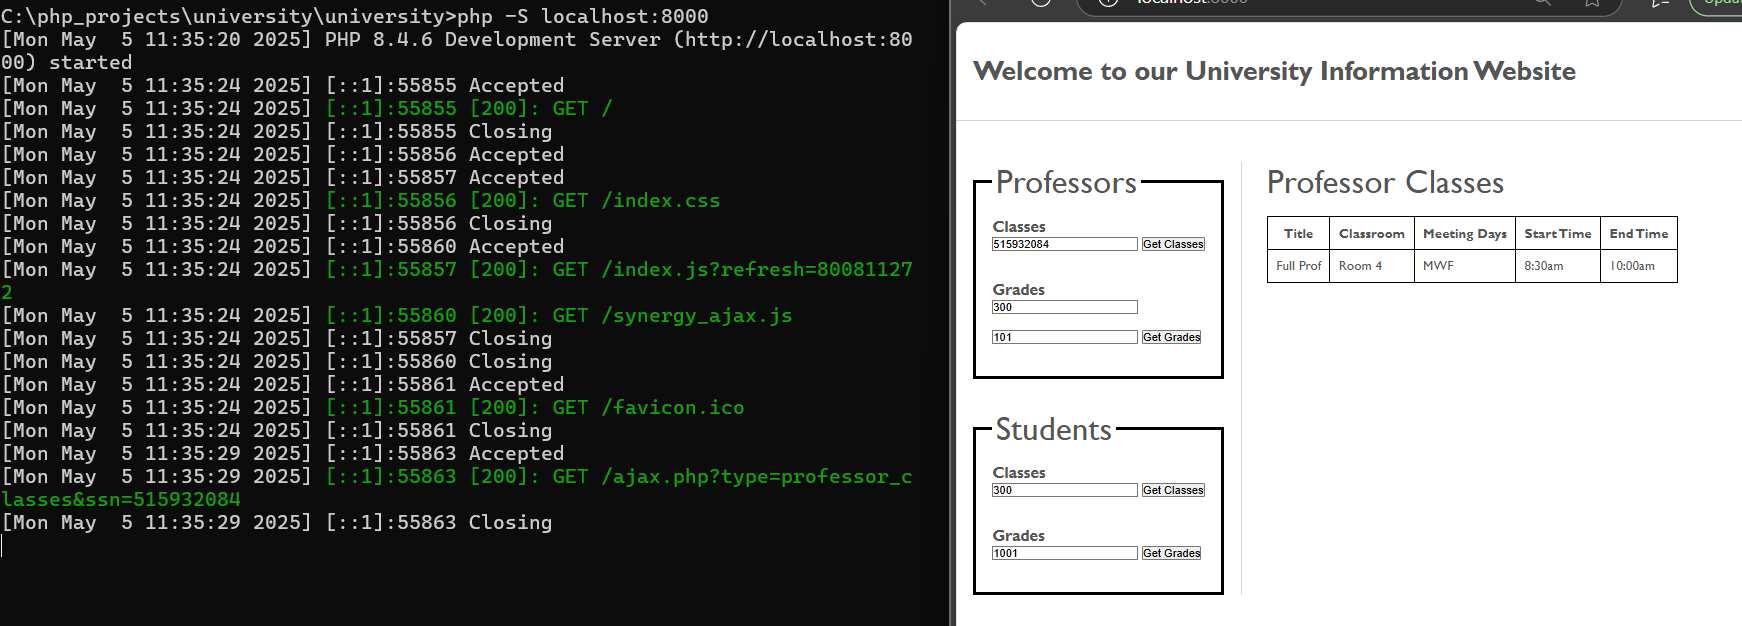 C:\php_projects\university\university>php -S localhost:8000
[Mon May  5 11:35:20 2025] PHP 8.4.6 Development Server (http://localhost:80
00) started
[Mon May  5 11:35:24 2025] [::1]:55855 Accepted
[Mon May  5 11:35:24 2025] [::1]:55855 [200]: GET /
[Mon May  5 11:35:24 2025] [::1]:55855 Closing
[Mon May  5 11:35:24 2025] [::1]:55856 Accepted
[Mon May  5 11:35:24 2025] [::1]:55857 Accepted
[Mon May  5 11:35:24 2025] [::1]:55856 [200]: GET /index.css
[Mon May  5 11:35:24 2025] [::1]:55856 Closing
[Mon May  5 11:35:24 2025] [::1]:55860 Accepted
[Mon May  5 11:35:24 2025] [::1]:55857 [200]: GET /index.js?refresh=80081127
2
[Mon May  5 11:35:24 2025] [::1]:55860 [200]: GET /synergy_ajax.js
[Mon May  5 11:35:24 2025] [::1]:55857 Closing
[Mon May  5 11:35:24 2025] [::1]:55860 Closing
[Mon May  5 11:35:24 2025] [::1]:55861 Accepted
[Mon May  5 11:35:24 2025] [::1]:55861 [200]: GET /favicon.ico
[Mon May  5 11:35:24 2025] [::1]:55861 Closing
[Mon May  5 11:35:29 2025] [::1]:55863 Accepted
[Mon May  5 11:35:29 2025] [::1]:55863 [200]: GET /ajax.php?type=professor_c
lasses&ssn=515932084
[Mon May  5 11:35:29 2025] [::1]:55863 Closing
localhost:8000
Welcome to our University Information Website
Professors
Classes
515932084 Get Classes
Grades
300
101 Get Grades
Students
Classes
300 Get Classes
Grades
1001 Get Grades
Professor Classes
Title Classroom Meeting Days Start Time End Time
Full Prof Room 4 MWF 8:30am 10:00am